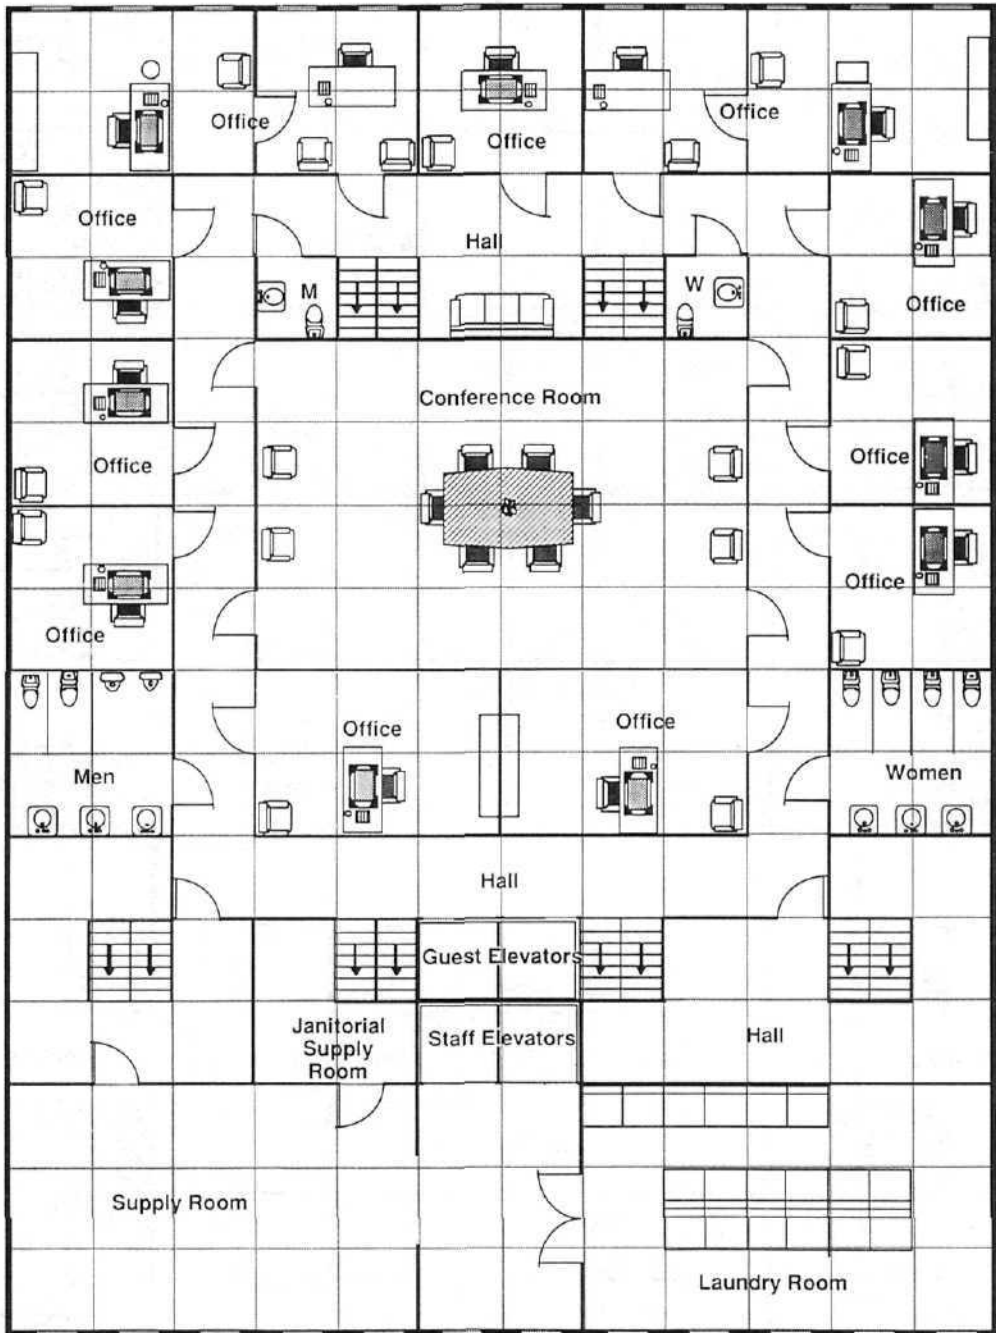 Office
Office
Office
Office
Hall
M
W
Office
Conference Room
Office
Office
Office
Office
Office
Office
Men
Women
Hall
Guest Elevators
Janitorial
Supply
Room
Staff Elevators
Hall
Supply Room
Laundry Room